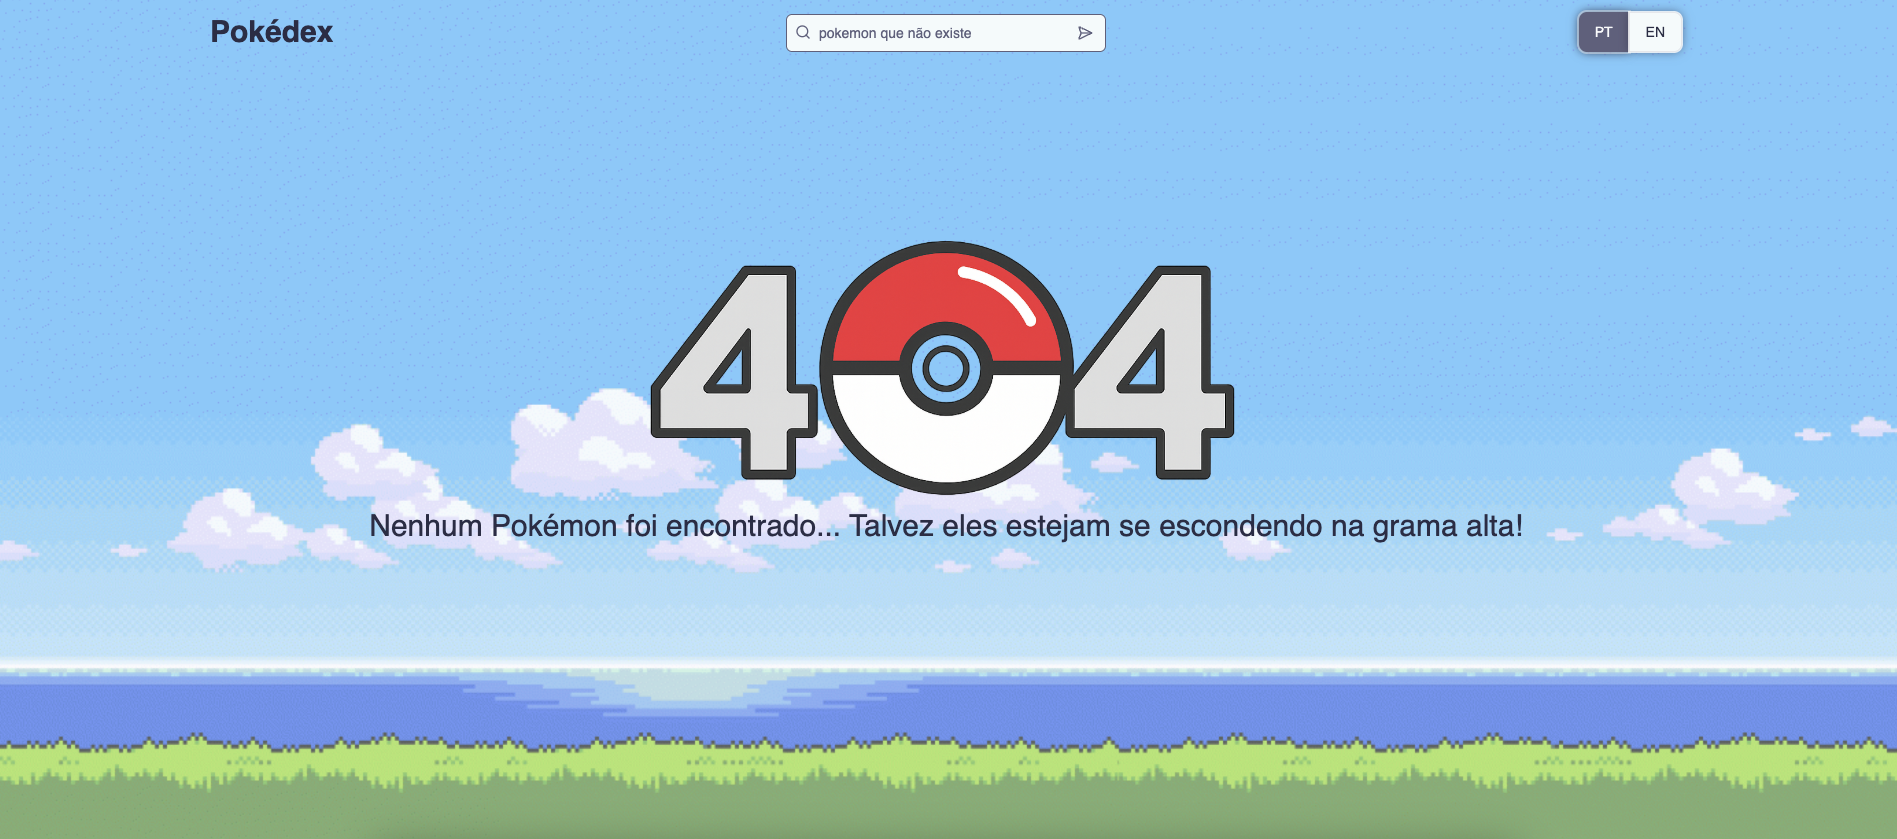 Pokédex
pokemon que não existe
PT
EN
404
Nenhum Pokémon foi encontrado... Talvez eles estejam se escondendo na grama alta!